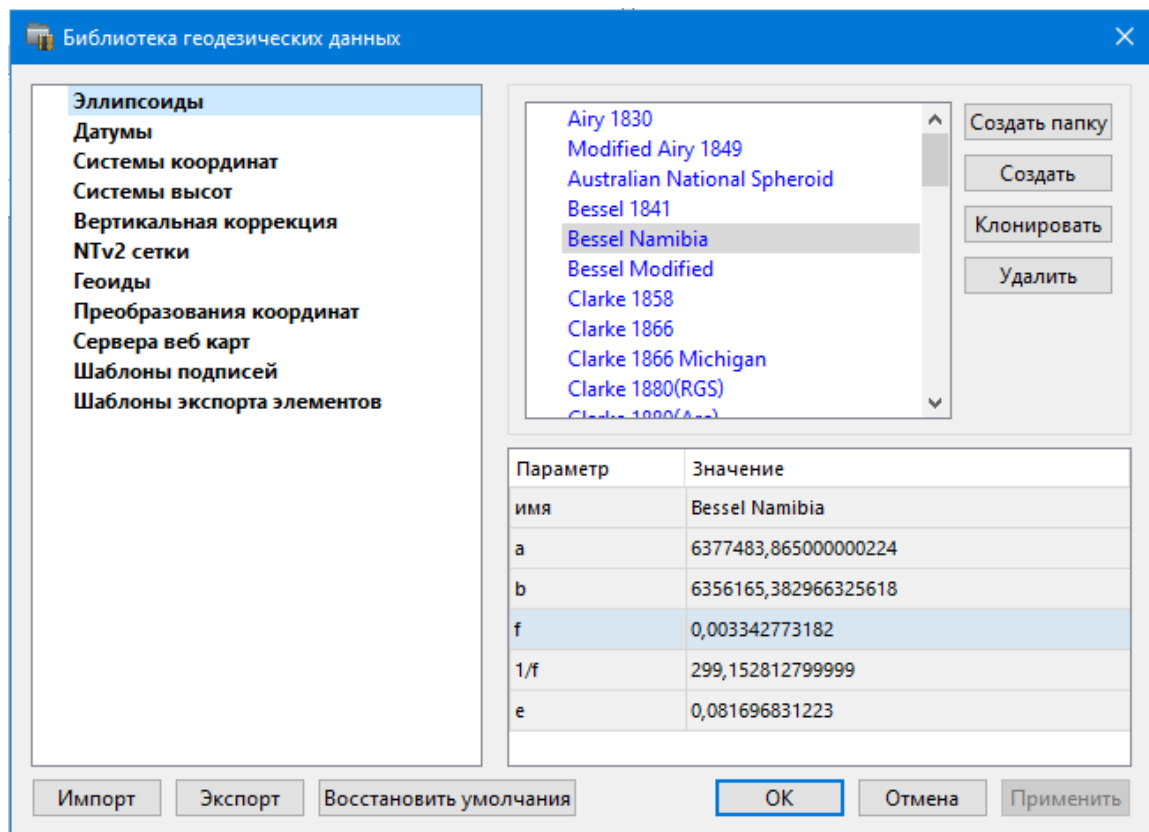 Библиотека геодезических данных
Эллипсоиды
Датумы
Системы координат
Системы высот
Вертикальная коррекция
NTv2 сетки
Геоиды
Преобразования координат
Сервера веб карт
Шаблоны подписей
Шаблоны экспорта элементов
Airy 1830
Modified Airy 1849
Australian National Spheroid
Bessel 1841
Bessel Namibia
Bessel Modified
Clarke 1858
Clarke 1866
Clarke 1866 Michigan
Clarke 1880(RGS)
Clarke 1880(Arc)
Создать папку
Создать
Клонировать
Удалить
Параметр Значение
имя Bessel Namibia
a 6377483,865000000224
b 6356165,382966325618
f 0,003342773182
1/f 299,152812799999
e 0,081696831223
Импорт Экспорт Восстановить умолчания OK Отмена Применить